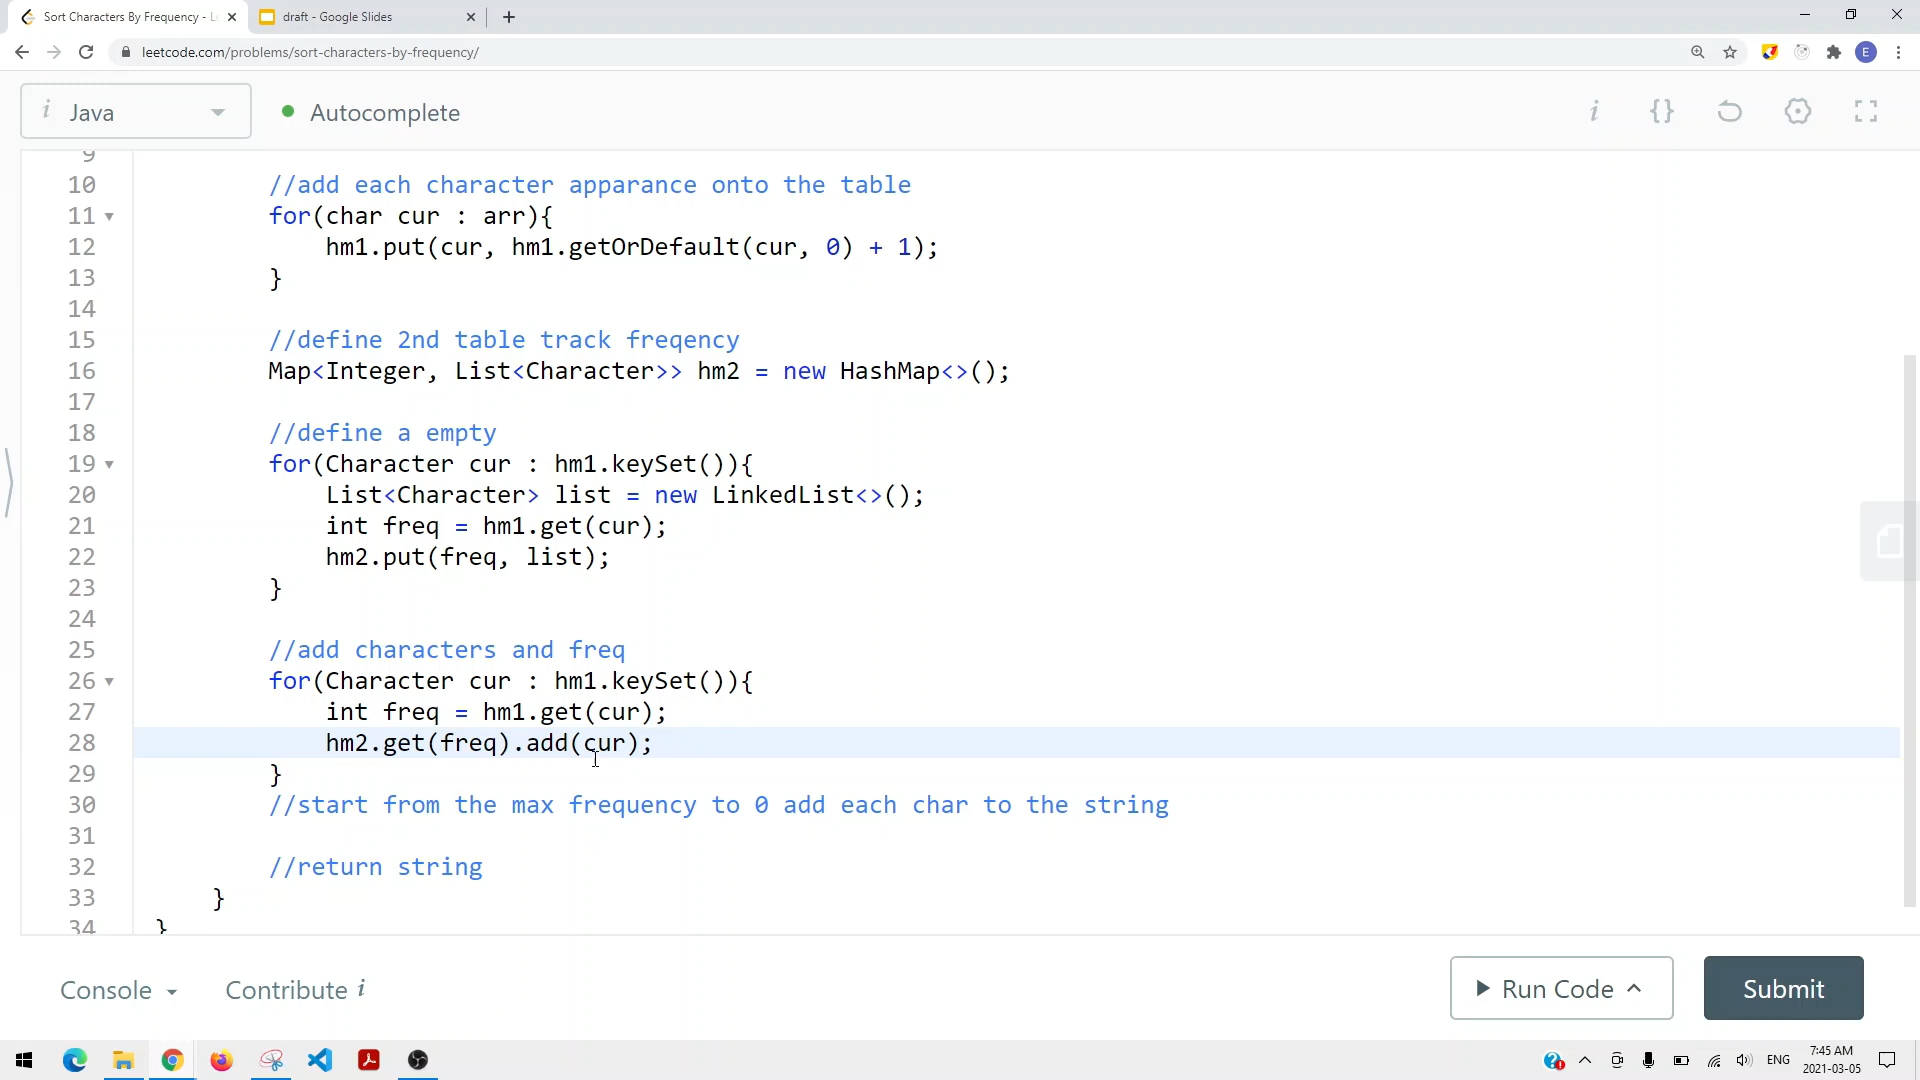 Sort Characters By Frequency - L
draft - Google Slides
leetcode.com/problems/sort-characters-by-frequency/
E
i Java
Autocomplete
i {}
9
10 //add each character apparance onto the table
11 for(char cur : arr){
12 hm1.put(cur, hm1.getOrDefault(cur, 0) + 1);
13 }
14
15 //define 2nd table track freqency
16 Map<Integer, List<Character>> hm2 = new HashMap<>();
17
18 //define a empty
19 for(Character cur : hm1.keySet()){
20 List<Character> list = new LinkedList<>();
21 int freq = hm1.get(cur);
22 hm2.put(freq, list);
23 }
24
25 //add characters and freq
26 for(Character cur : hm1.keySet()){
27 int freq = hm1.get(cur);
28 hm2.get(freq).add(cur);
29 }
30 //start from the max frequency to 0 add each char to the string
31
32 //return string
33 }
34 }
Console
Contribute i
Run Code
Submit
ENG
7:45 AM
2021-03-05